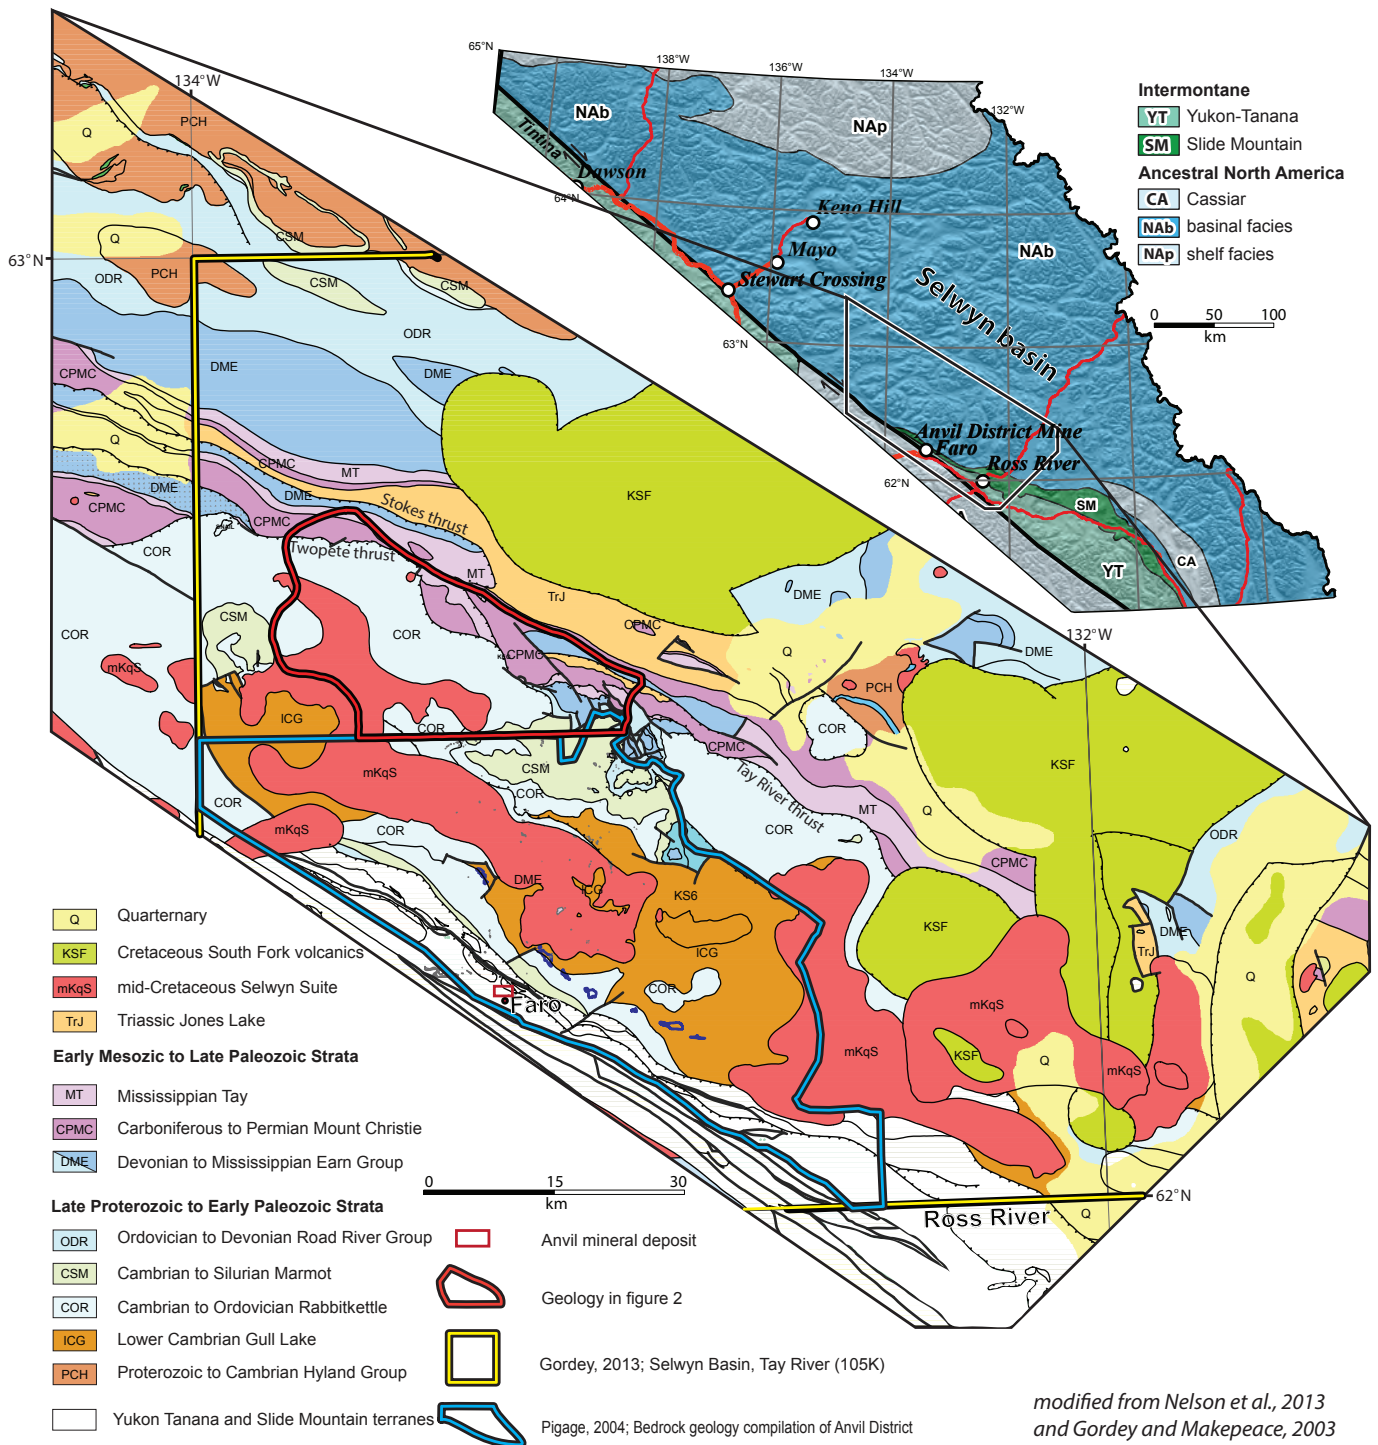 65°N
138°W
136°W
134°W
132°W
NAb
NAp
Tintina
Dawson
64°N
Keno Hill
NAb
Mayo
Stewart Crossing
Selwyn basin
63°N
Anvil District Mine
Faro
Ross River
62°N
SM
YT
CA
Intermontane
YT Yukon-Tanana
SM Slide Mountain
Ancestral North America
CA Cassiar
NAb basinal facies
NAp shelf facies
0 50 100
km
134°W
PCH
Q
CSM
Q
63°N
PCH
ODR
CSM
CSM
ODR
DME
DME
CPMC
Q
CPMC
MT
DME
DME
KSF
CPMC
CPMC
Stokes thrust
COR
Twopete thrust
MT
TrJ
DME
CSM
COR
COR
CPMC
CPMC
132°W
DME
Q
mKqS
PCH
ICG
COR
COR
CPMC
KSF
mKqS
CSM
Tay River thrust
COR
COR
MT
Q
mKqS
COR
COR
ODR
CPMC
DME
ICG
KS6
KSF
DME
ICG
TrJ
Q
COR
mKqS
Faro
mKqS
KSF
Q
mKqS
62°N
Ross River
Q
Q Quarternary
KSF Cretaceous South Fork volcanics
mKqS mid-Cretaceous Selwyn Suite
TrJ Triassic Jones Lake
Early Mesozic to Late Paleozic Strata
MT Mississippian Tay
CPMC Carboniferous to Permian Mount Christie
DME Devonian to Mississippian Earn Group
Late Proterozic to Early Paleozic Strata
ODR Ordovician to Devonian Road River Group
CSM Cambrian to Silurian Marmot
COR Cambrian to Ordovician Rabbitkettle
ICG Lower Cambrian Gull Lake
PCH Proterozoic to Cambrian Hyland Group
Yukon Tanana and Slide Mountain terranes
0 15 30
km
Anvil mineral deposit
Geology in figure 2
Gordey, 2013; Selwyn Basin, Tay River (105K)
Pigage, 2004; Bedrock geology compilation of Anvil District
modified from Nelson et al., 2013
and Gordey and Makepeace, 2003